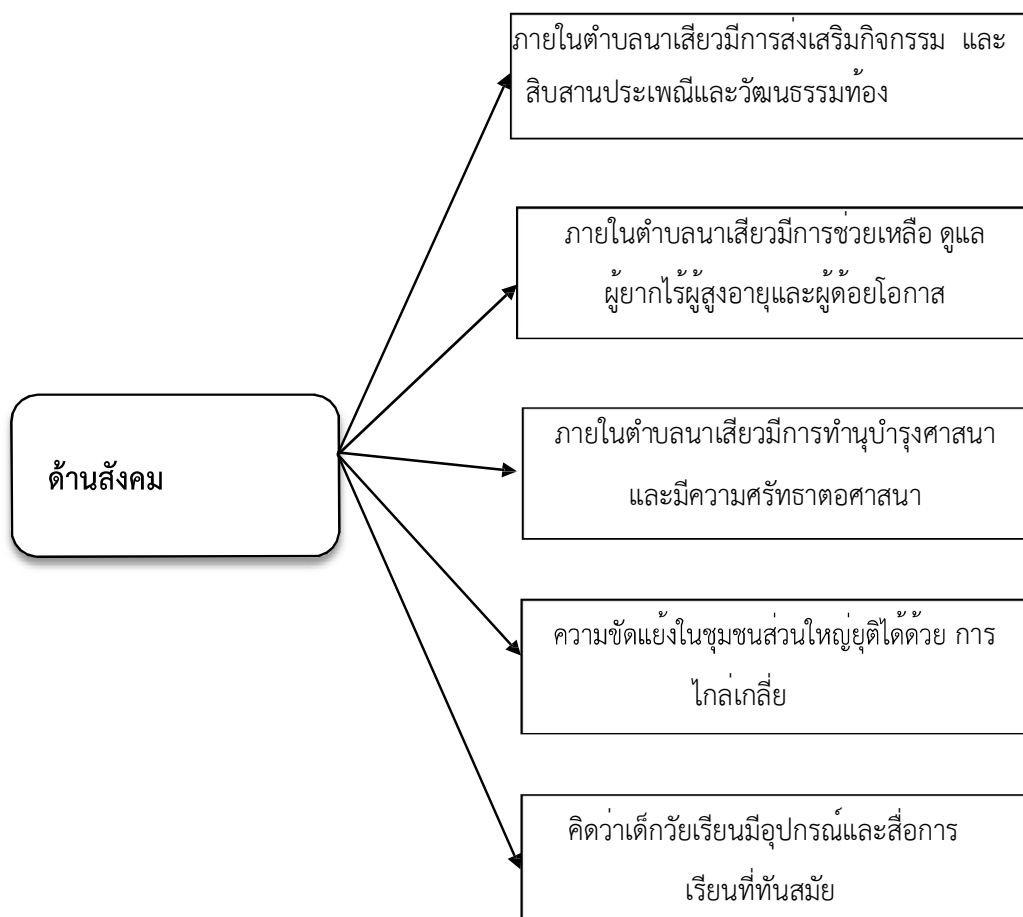 ภายในตำบลนาเสียวมีการส่งเสริมกิจกรรม และ
สิบสานประเพณีและวัฒนธรรมท้อง
ภายในตำบลนาเสียวมีการช่วยเหลือ ดูแล
ผู้ยากไร้ผู้สูงอายุและผู้ด้อยโอกาส
ด้านสังคม
ภายในตำบลนาเสียวมีการทำนุบำรุงศาสนา
และมีความศรัทธาตอศาสนา
ความขัดแย้งในชุมชนส่วนใหญ่ยุติได้ด้วย การ
ไกล่เกลี่ย
คิดว่าเด็กวัยเรียนมีอุปกรณ์และสื่อการ
เรียนที่ทันสมัย